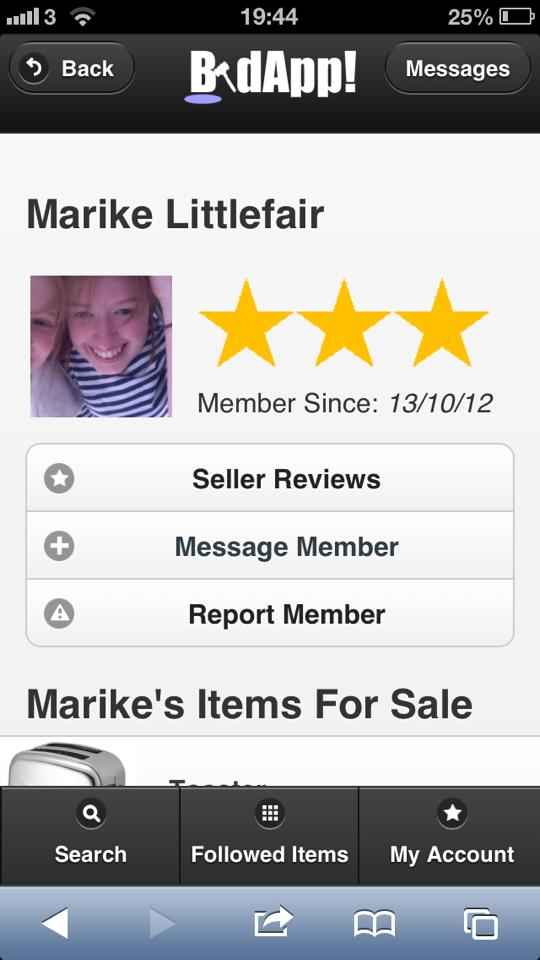 3 19:44 25%
Back BidApp! Messages
Marike Littlefair
Member Since: 13/10/12
Seller Reviews
Message Member
Report Member
Marike's Items For Sale
Toaster
Search Followed Items My Account